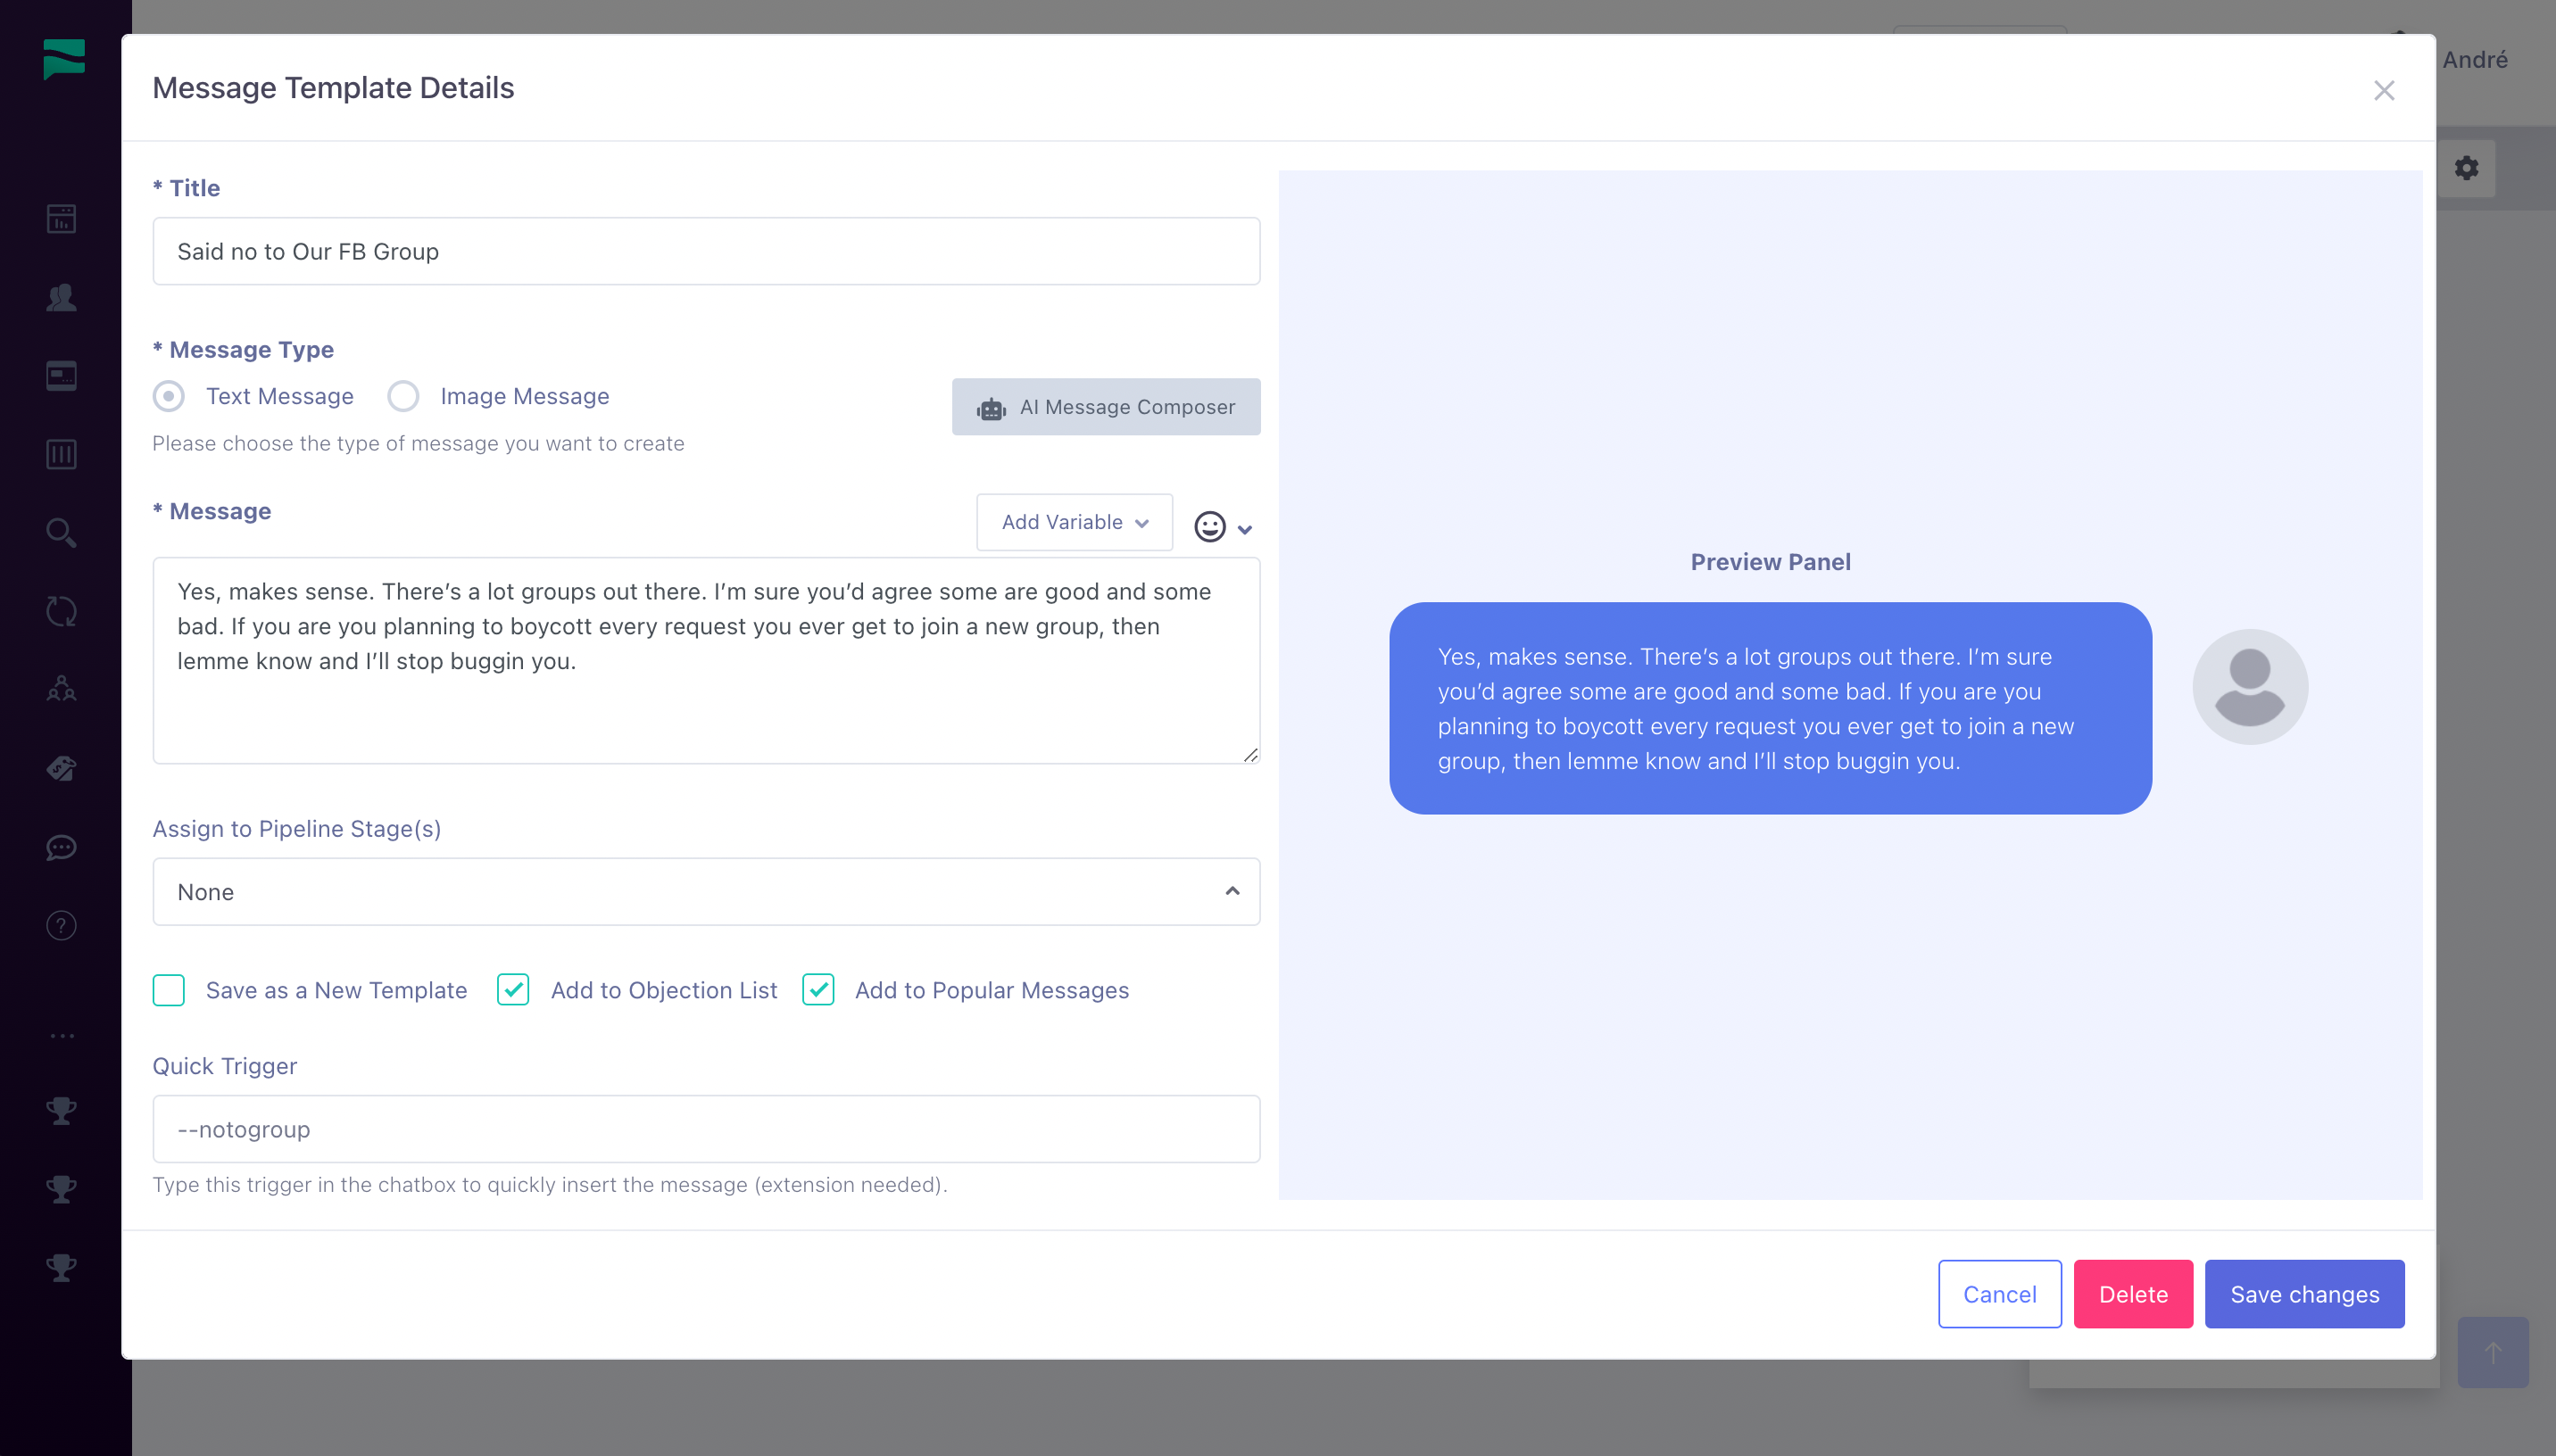 André
Message Template Details
* Title
Said no to Our FB Group
* Message Type
Text Message
Image Message
AI Message Composer
Please choose the type of message you want to create
* Message
Add Variable
Yes, makes sense. There’s a lot groups out there. I’m sure you’d agree some are good and some
bad. If you are you planning to boycott every request you ever get to join a new group, then
lemme know and I’ll stop buggin you.
Assign to Pipeline Stage(s)
None
Save as a New Template
Add to Objection List
Add to Popular Messages
Quick Trigger
--notogroup
Type this trigger in the chatbox to quickly insert the message (extension needed).
Preview Panel
Yes, makes sense. There’s a lot groups out there. I’m sure
you’d agree some are good and some bad. If you are you
planning to boycott every request you ever get to join a new
group, then lemme know and I’ll stop buggin you.
Cancel
Delete
Save changes